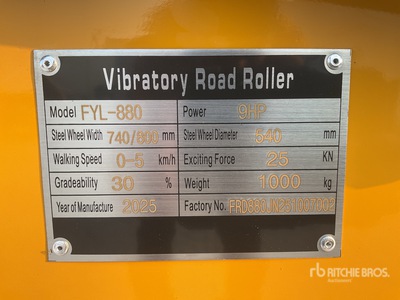 Vibratory Road Roller
Model FYL-880 Power 9HP
Steel Wheel Width 740/800 mm Steel Wheel Diameter 540 mm
Walking Speed 0-5 km/h Exciting Force 25 KN
Gradeability 30 % Weight 1000 kg
Year of Manufacture 2025 Factory No.
rb RITCHIE BROS.